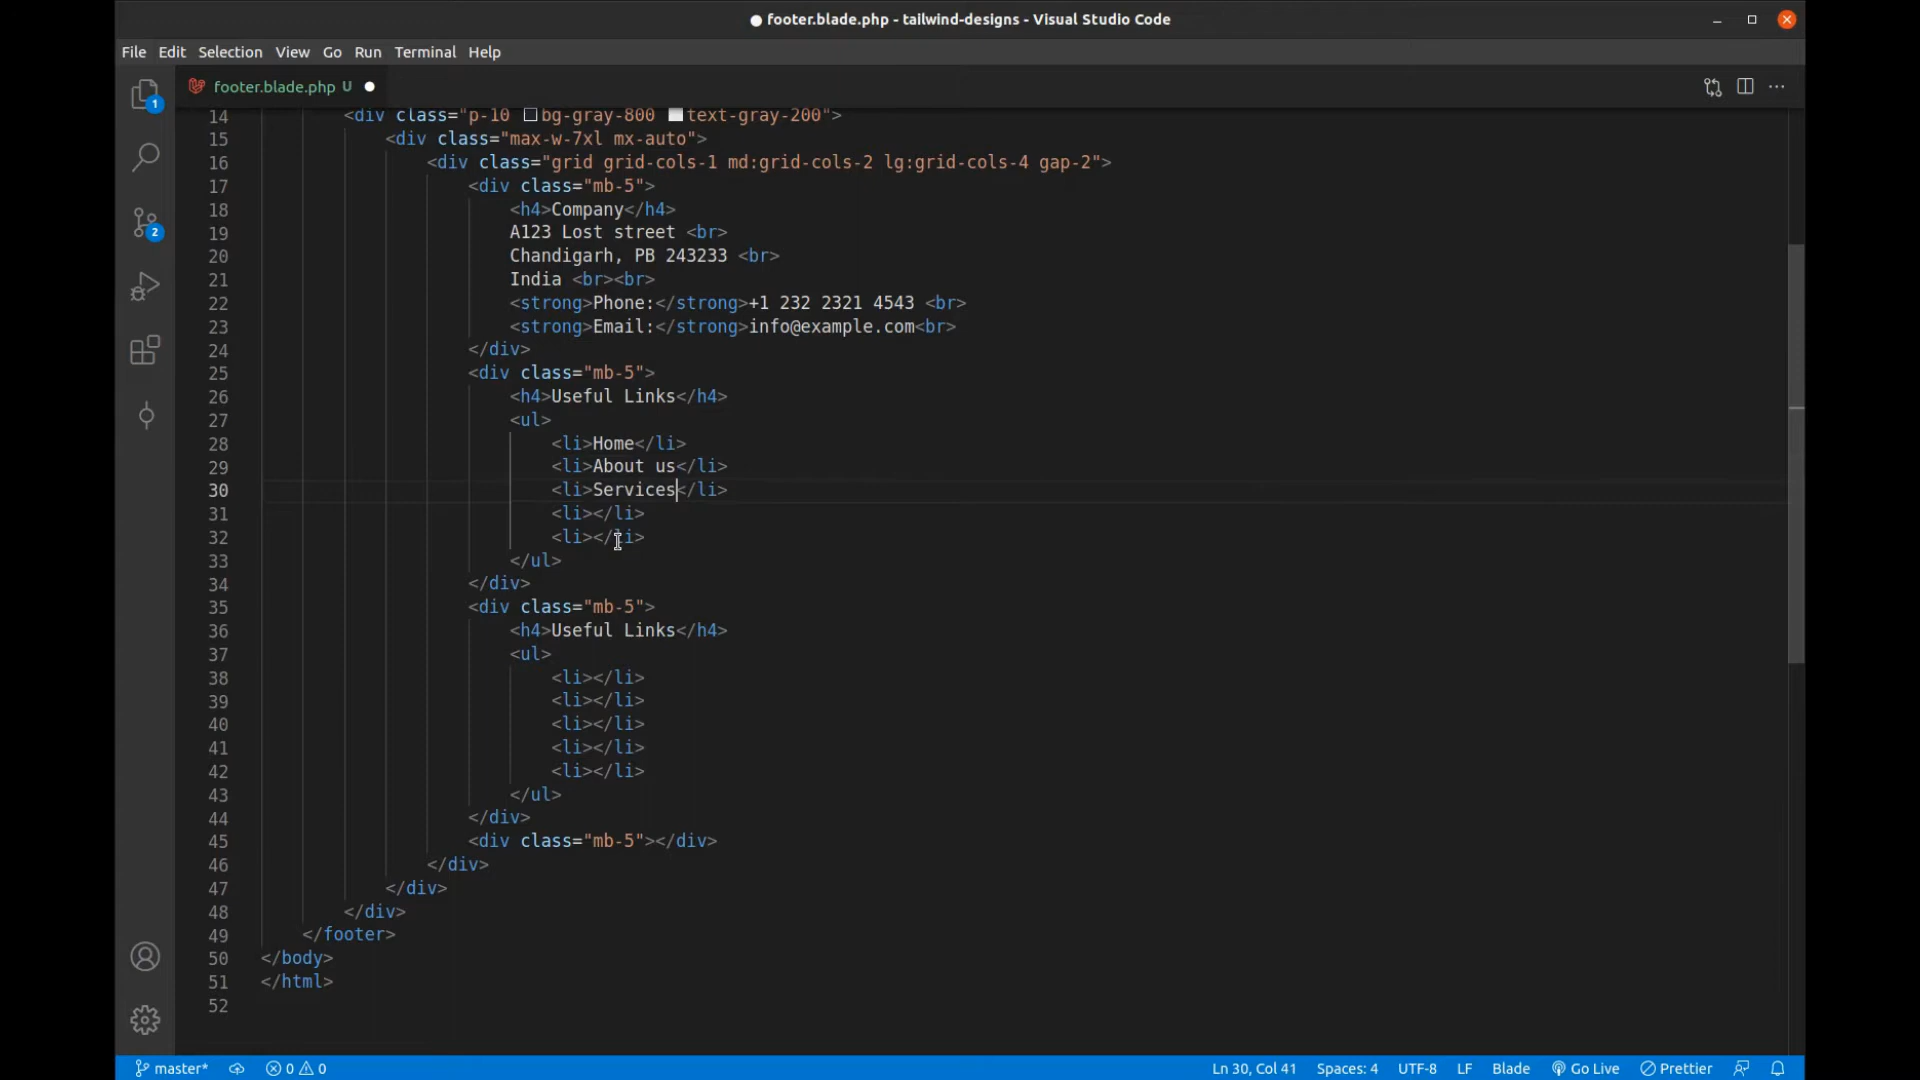 footer.blade.php - tailwind-designs - Visual Studio Code
File Edit Selection View Go Run Terminal Help
footer.blade.php U
1
2
14 <div class="p-10 bg-gray-800 text-gray-200">
15 <div class="max-w-7xl mx-auto">
16 <div class="grid grid-cols-1 md:grid-cols-2 lg:grid-cols-4 gap-2">
17 <div class="mb-5">
18 <h4>Company</h4>
19 A123 Lost street <br>
20 Chandigarh, PB 243233 <br>
21 India <br><br>
22 <strong>Phone:</strong>+1 232 2321 4543 <br>
23 <strong>Email:</strong>info@example.com<br>
24 </div>
25 <div class="mb-5">
26 <h4>Useful Links</h4>
27 <ul>
28 <li>Home</li>
29 <li>About us</li>
30 <li>Services</li>
31 <li></li>
32 <li></li>
33 </ul>
34 </div>
35 <div class="mb-5">
36 <h4>Useful Links</h4>
37 <ul>
38 <li></li>
39 <li></li>
40 <li></li>
41 <li></li>
42 <li></li>
43 </ul>
44 </div>
45 <div class="mb-5"></div>
46 </div>
47 </div>
48 </div>
49 </footer>
50 </body>
51 </html>
52
master* 0 0 Ln 30, Col 41 Spaces: 4 UTF-8 LF Blade Go Live Prettier